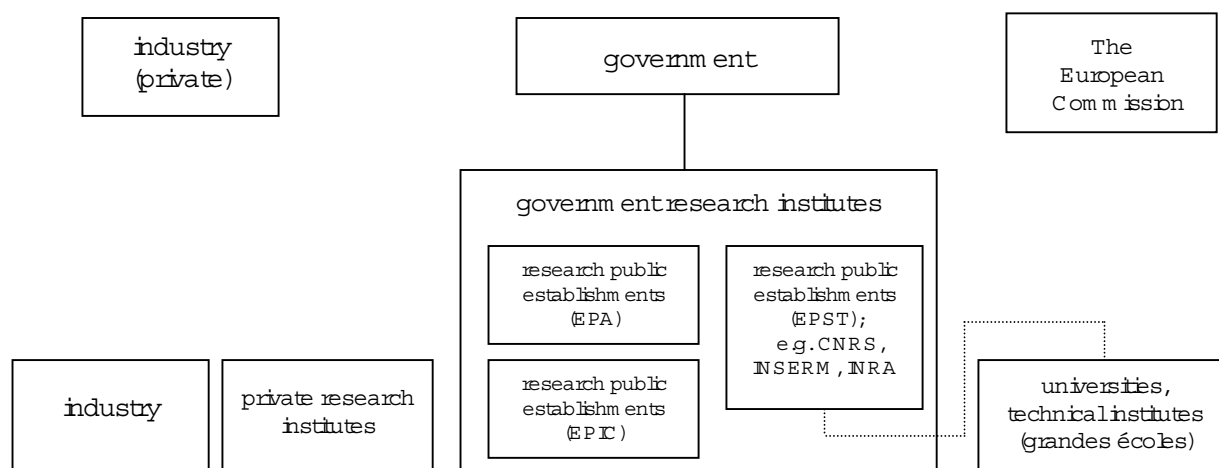 industry
(private)
government
The
European
Commission
government research institutes
research public
establishments
(EPA)
research public
establishments
(EPST);
e.g. CNRS,
INSERM, INRA
research public
establishments
(EPIC)
industry
private research
institutes
universities,
technical institutes
(grandes écoles)